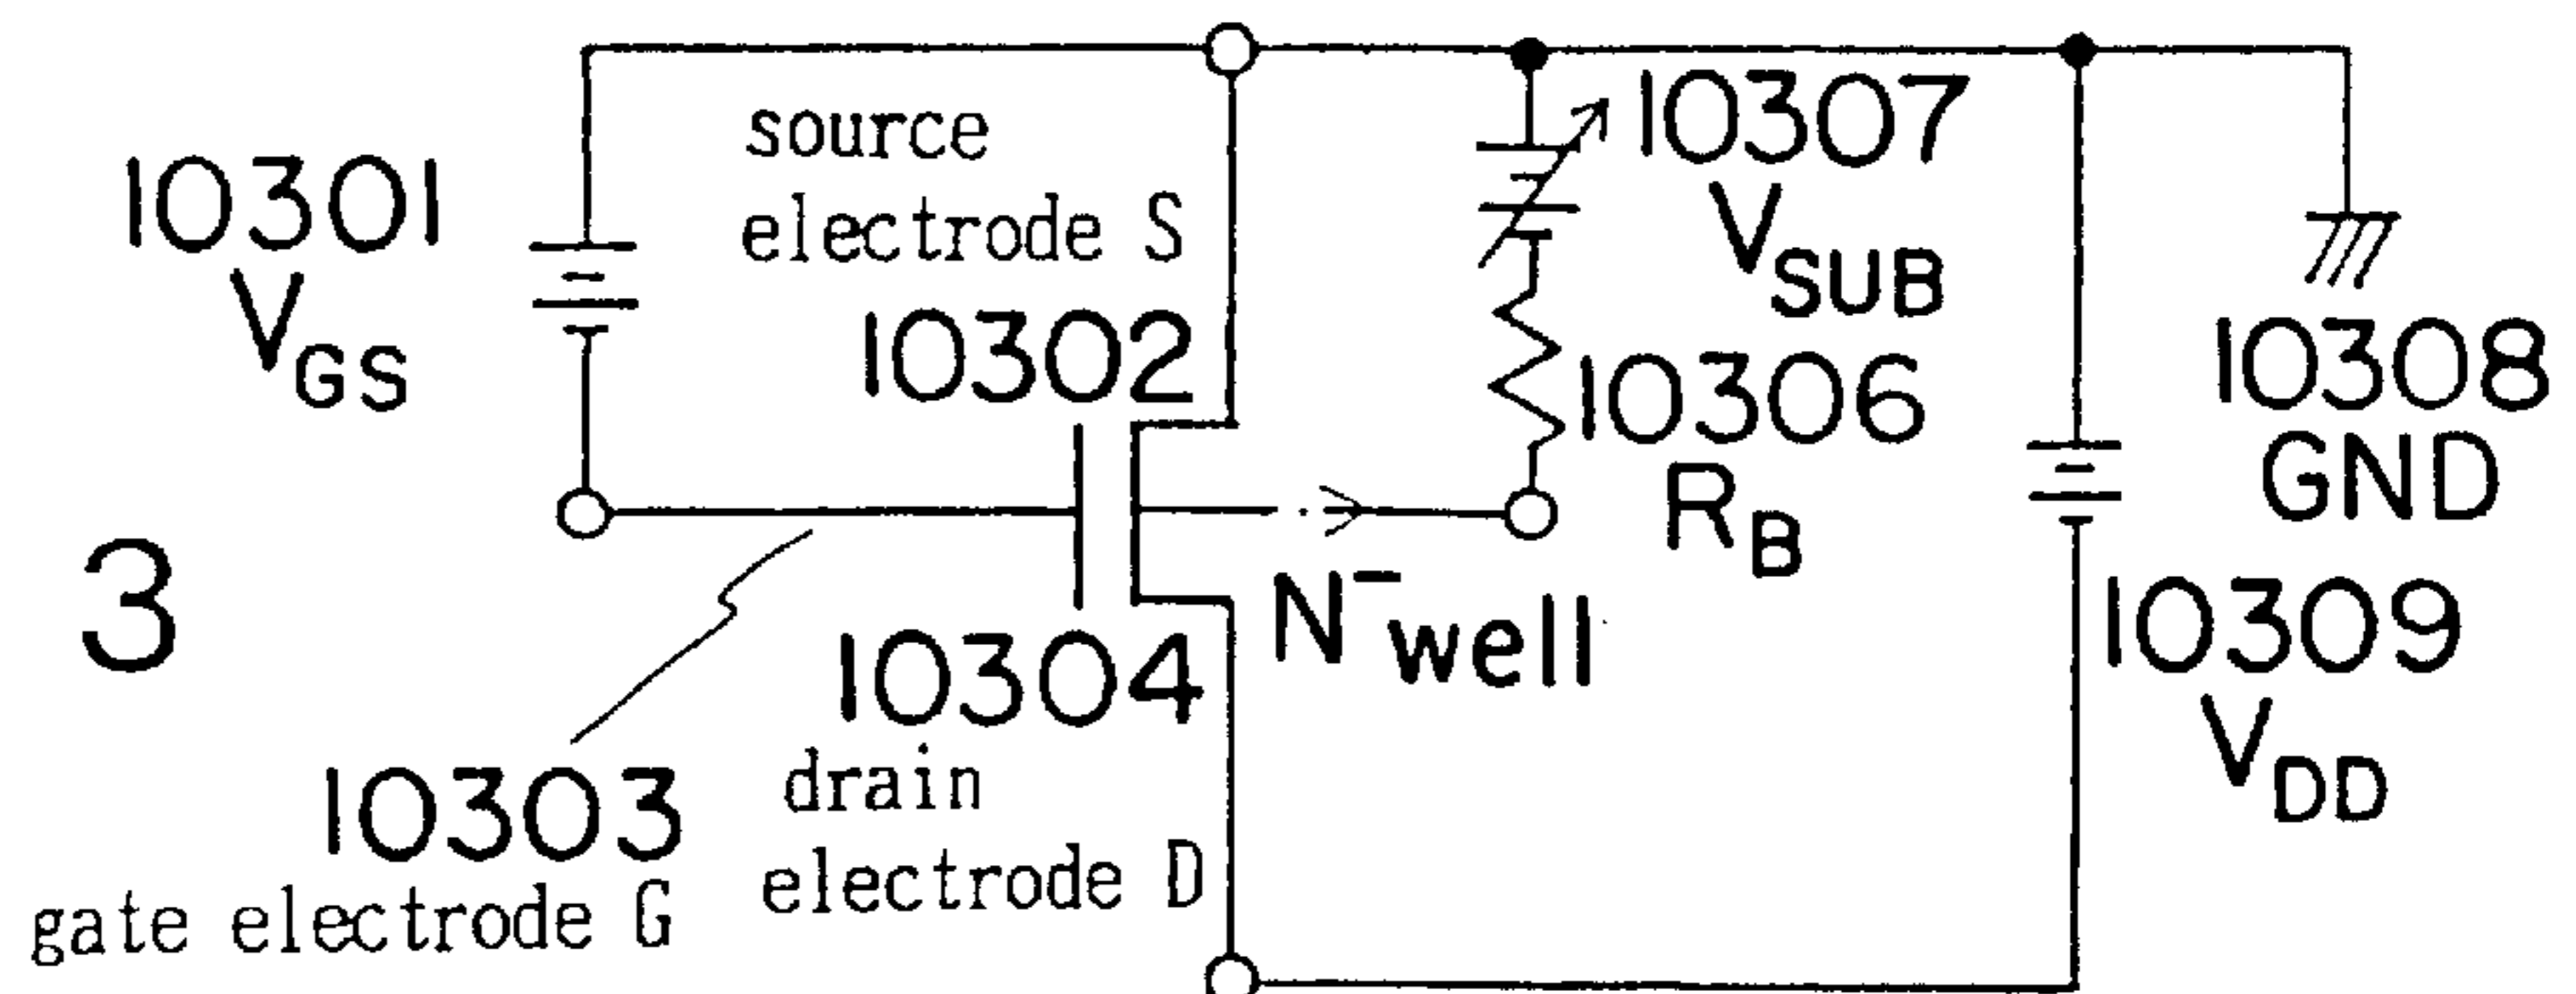 10301
V_GS
source
electrode S
10302
10307
V_SUB
10306
R_B
10308
GND
3
10303
gate electrode G
10304
drain
electrode D
N⁻well
10309
V_DD